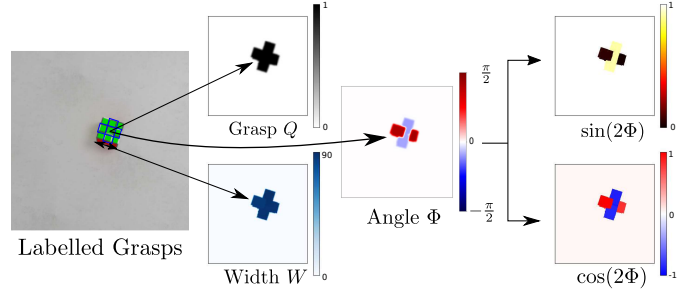 1
0
Grasp Q
π/2
0
−π/2
Angle Φ
1
0
sin(2Φ)
90
0
Width W
1
0
-1
cos(2Φ)
Labelled Grasps